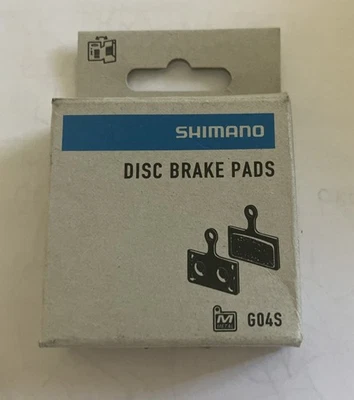 SHIMANO
DISC BRAKE PADS
M
G04S